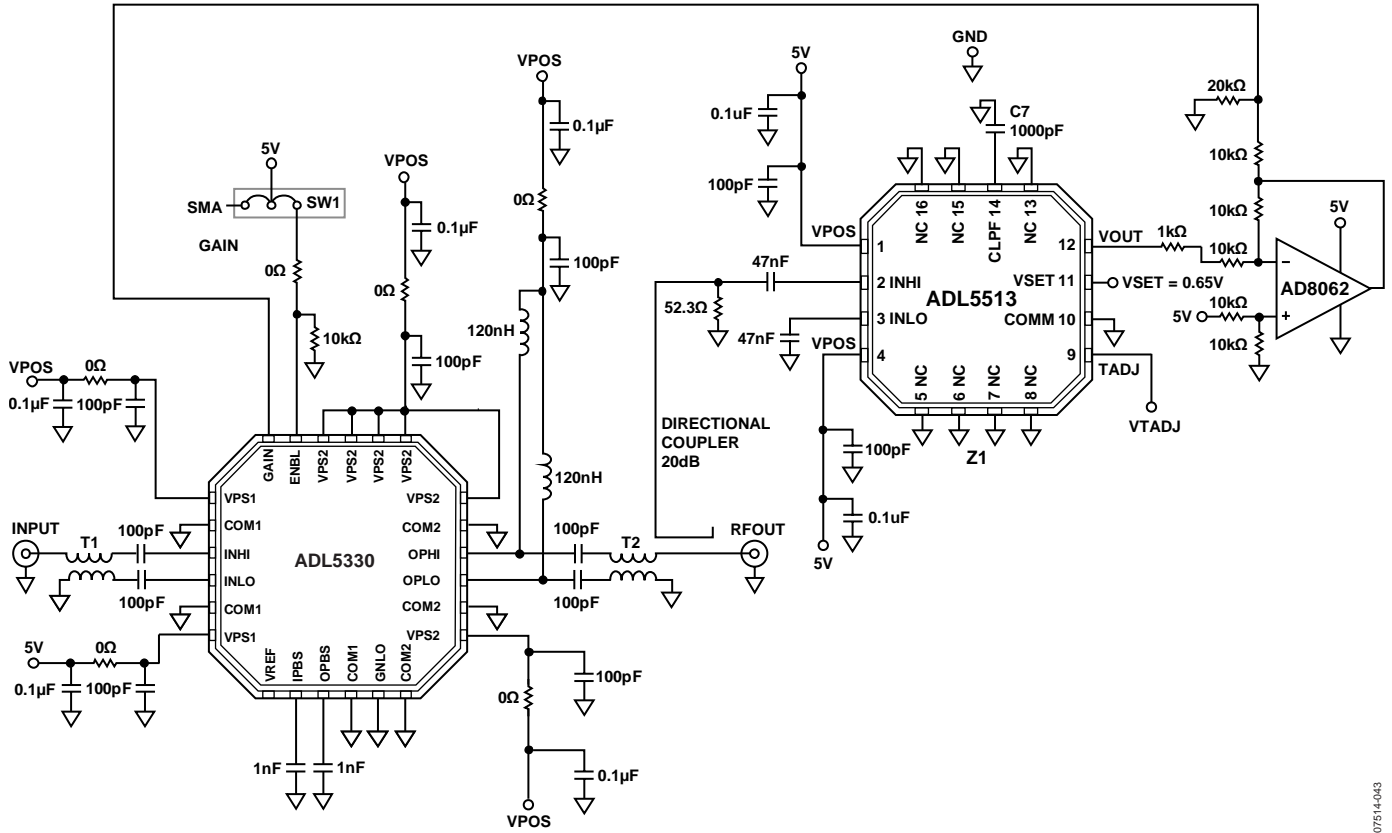 GND
5V
VPOS
20kΩ
0.1µF
0.1uF
C7
1000pF
5V
VPOS
10kΩ
100pF
SMA
SW1
0Ω
GAIN
0.1µF
NC 16
NC 15
CLPF 14
NC 13
10kΩ
5V
VPOS
1
12
VOUT
1kΩ
10kΩ
–
0Ω
0Ω
100pF
47nF
2 INHI
ADL5513
VSET 11
VSET = 0.65V
AD8062
120nH
52.3Ω
3 INLO
COMM 10
5V
10kΩ
+
10kΩ
47nF
10kΩ
VPOS
4
9
TADJ
100pF
VPOS
0Ω
5 NC
6 NC
7 NC
8 NC
0.1µF
100pF
VTADJ
DIRECTIONAL
COUPLER
20dB
100pF
Z1
GAIN
ENBL
VPS2
VPS2
VPS2
VPS2
120nH
0.1uF
VPS1
VPS2
INPUT
T1
100pF
COM1
COM2
100pF
T2
RFOUT
5V
INHI
ADL5330
OPHI
INLO
OPLO
100pF
COM1
COM2
100pF
5V
0Ω
VPS1
VPS2
VREF
IPBS
OPBS
COM1
GNLO
COM2
0.1µF
100pF
100pF
0Ω
1nF
1nF
0.1µF
VPOS
07514-043